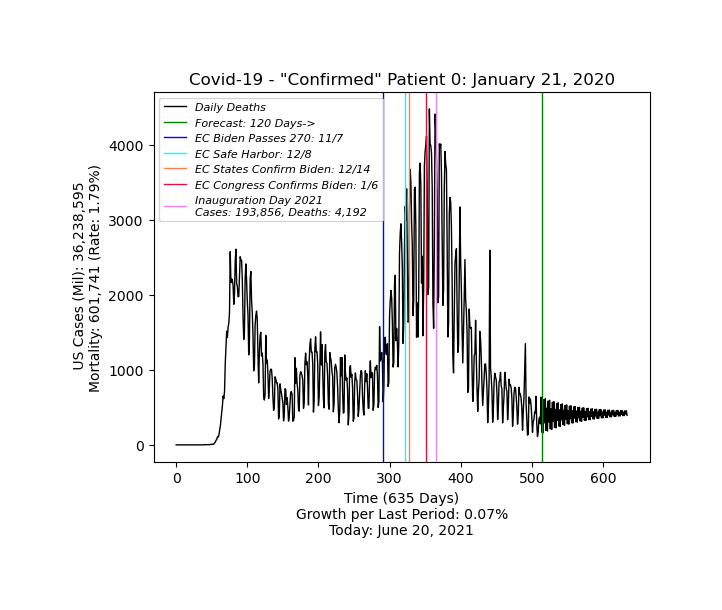 Covid-19 - "Confirmed" Patient 0: January 21, 2020
Daily Deaths
Forecast: 120 Days->
EC Biden Passes 270: 11/7
EC Safe Harbor: 12/8
EC States Confirm Biden: 12/14
EC Congress Confirms Biden: 1/6
Inauguration Day 2021
Cases: 193,856, Deaths: 4,192
US Cases (Mil): 36,238,595
Mortality: 601,741 (Rate: 1.79%)
4000
3000
2000
1000
0
0 100 200 300 400 500 600
Time (635 Days)
Growth per Last Period: 0.07%
Today: June 20, 2021